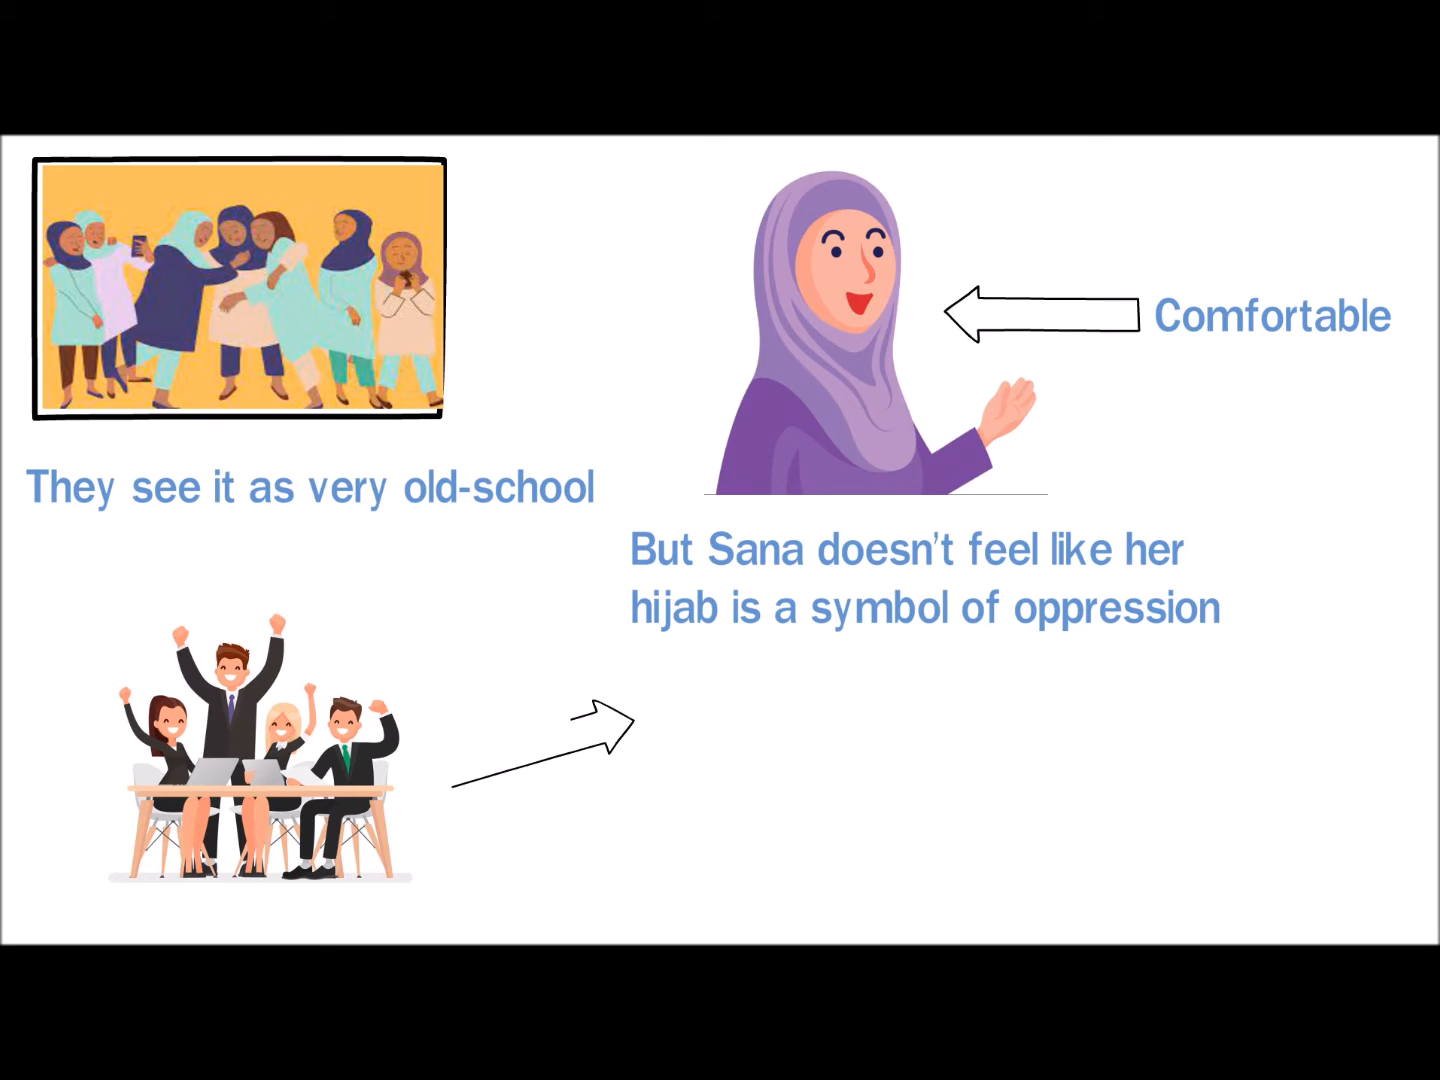 Comfortable
They see it as very old-school
But Sana doesn't feel like her
hijab is a symbol of oppression